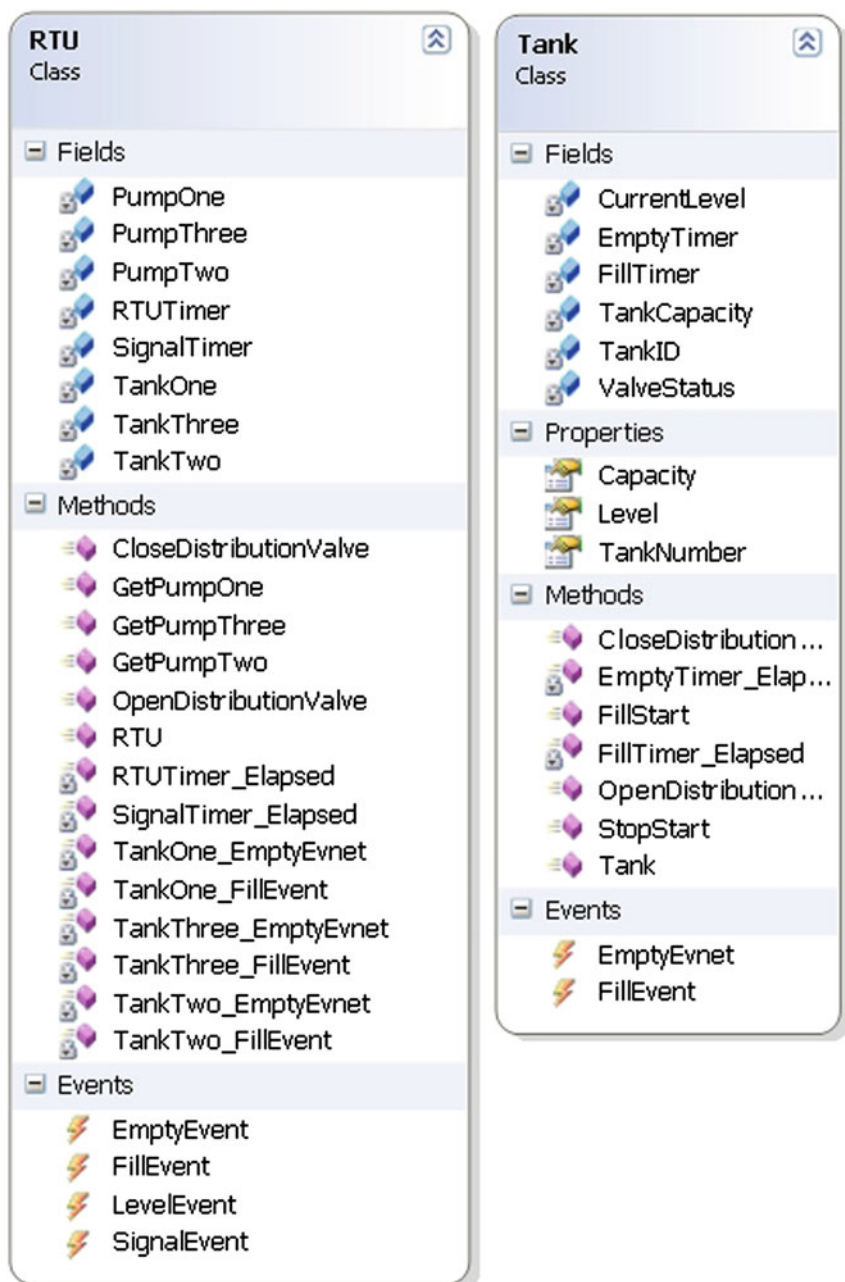 RTU
Class
Fields
PumpOne
PumpThree
PumpTwo
RTUTimer
SignalTimer
TankOne
TankThree
TankTwo
Methods
CloseDistributionValve
GetPumpOne
GetPumpThree
GetPumpTwo
OpenDistributionValve
RTU
RTUTimer_Elapsed
SignalTimer_Elapsed
TankOne_EmptyEvnet
TankOne_FillEvent
TankThree_EmptyEvnet
TankThree_FillEvent
TankTwo_EmptyEvnet
TankTwo_FillEvent
Events
EmptyEvent
FillEvent
LevelEvent
SignalEvent
Tank
Class
Fields
CurrentLevel
EmptyTimer
FillTimer
TankCapacity
TankID
ValveStatus
Properties
Capacity
Level
TankNumber
Methods
CloseDistribution...
EmptyTimer_Elap...
FillStart
FillTimer_Elapsed
OpenDistribution...
StopStart
Tank
Events
EmptyEvnet
FillEvent